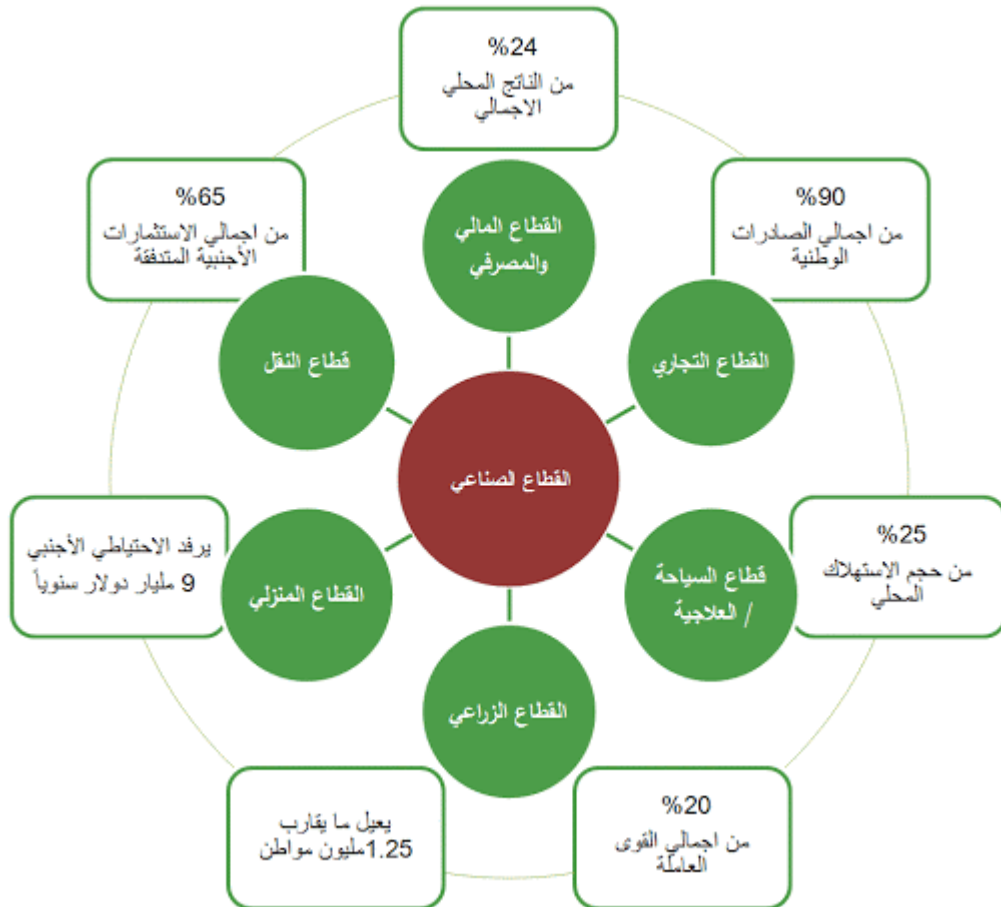 %24
من الناتج المحلي
الاجمالي
%65
من اجمالي الاستثمارات
الأجنبية المتدفقة
%90
من اجمالي الصادرات
الوطنية
القطاع المالي
والمصرفي
قطاع النقل
القطاع التجاري
القطاع الصناعي
يرفد الاحتياطي الأجنبي
9 مليار دولار سنوياً
%25
من حجم الاستهلاك
المحلي
القطاع المنزلي
قطاع السياحة
/ العلاجية
القطاع الزراعي
يعيل ما يقارب
1.25مليون مواطن
%20
من اجمالي القوى
العاملة